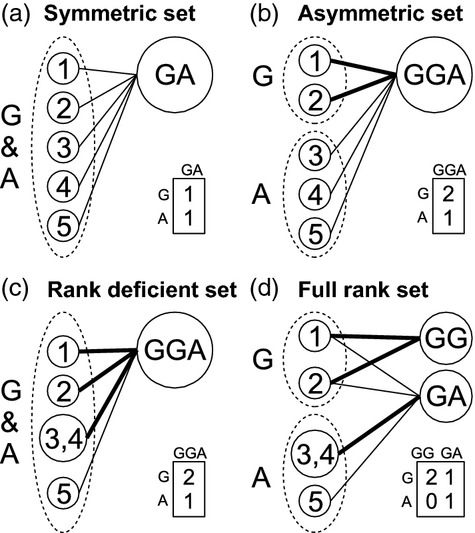 (a) Symmetric set
G
&
A
1
2
3
4
5
GA
GA
G 1
A 1
(b) Asymmetric set
G
1
2
A
3
4
5
GGA
GGA
G 2
A 1
(c) Rank deficient set
G
&
A
1
2
3,4
5
GGA
GGA
G 2
A 1
(d) Full rank set
G
1
2
A
3,4
5
GG
GA
GG GA
G 2 1
A 0 1